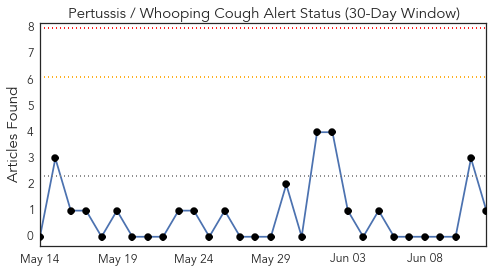 Pertussis / Whooping Cough Alert Status (30-Day Window)
Articles Found
8
7
6
5
4
3
2
1
0
May 14
May 19
May 24
May 29
Jun 03
Jun 08